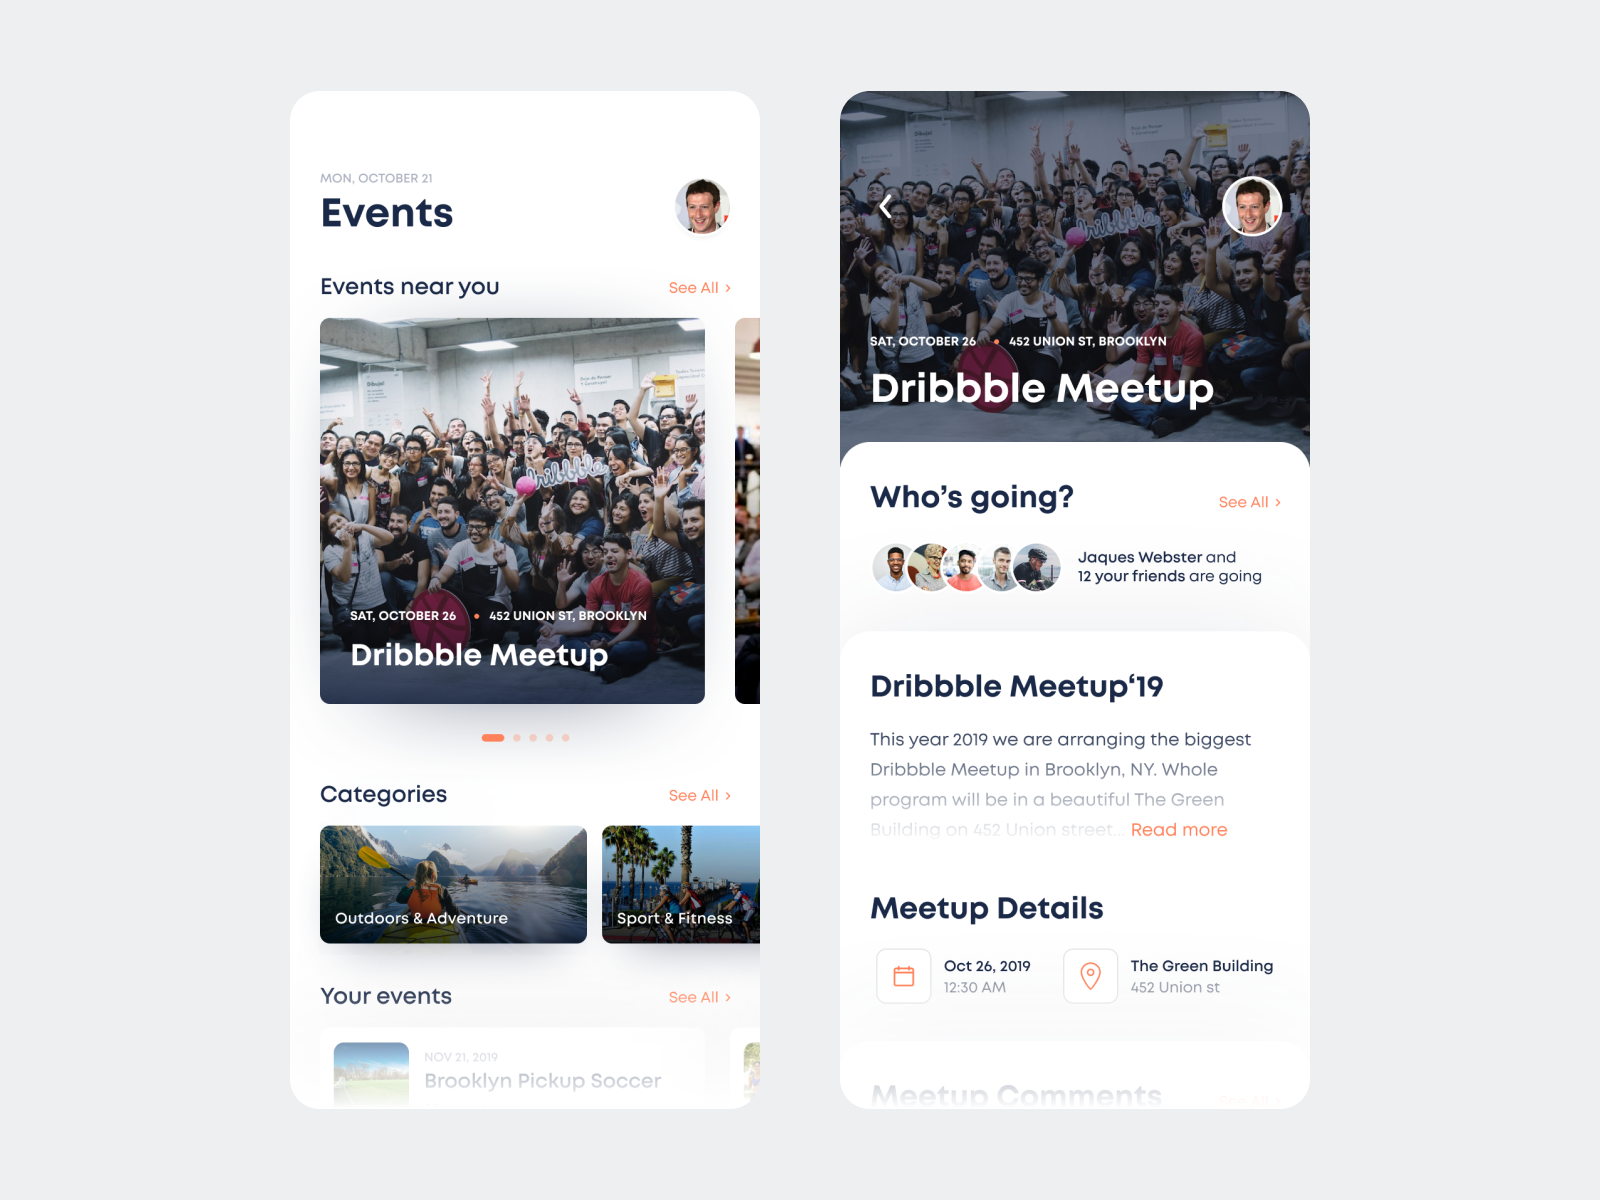 MON, OCTOBER 21
Events
Events near you
See All ›
Dibujo!
dribbble
SAT, OCTOBER 26 • 452 UNION ST, BROOKLYN
Dribbble Meetup
Categories
See All ›
Outdoors & Adventure
Sport & Fitness
Your events
See All ›
NOV 21, 2019
Brooklyn Pickup Soccer
dribbble
SAT, OCTOBER 26 • 452 UNION ST, BROOKLYN
Dribbble Meetup
Who’s going?
See All ›
Jaques Webster and
12 your friends are going
Dribbble Meetup‘19
This year 2019 we are arranging the biggest
Dribbble Meetup in Brooklyn, NY. Whole
program will be in a beautiful The Green
Building on 452 Union street... Read more
Meetup Details
Oct 26, 2019
12:30 AM
The Green Building
452 Union st
Meetup Comments
See All ›